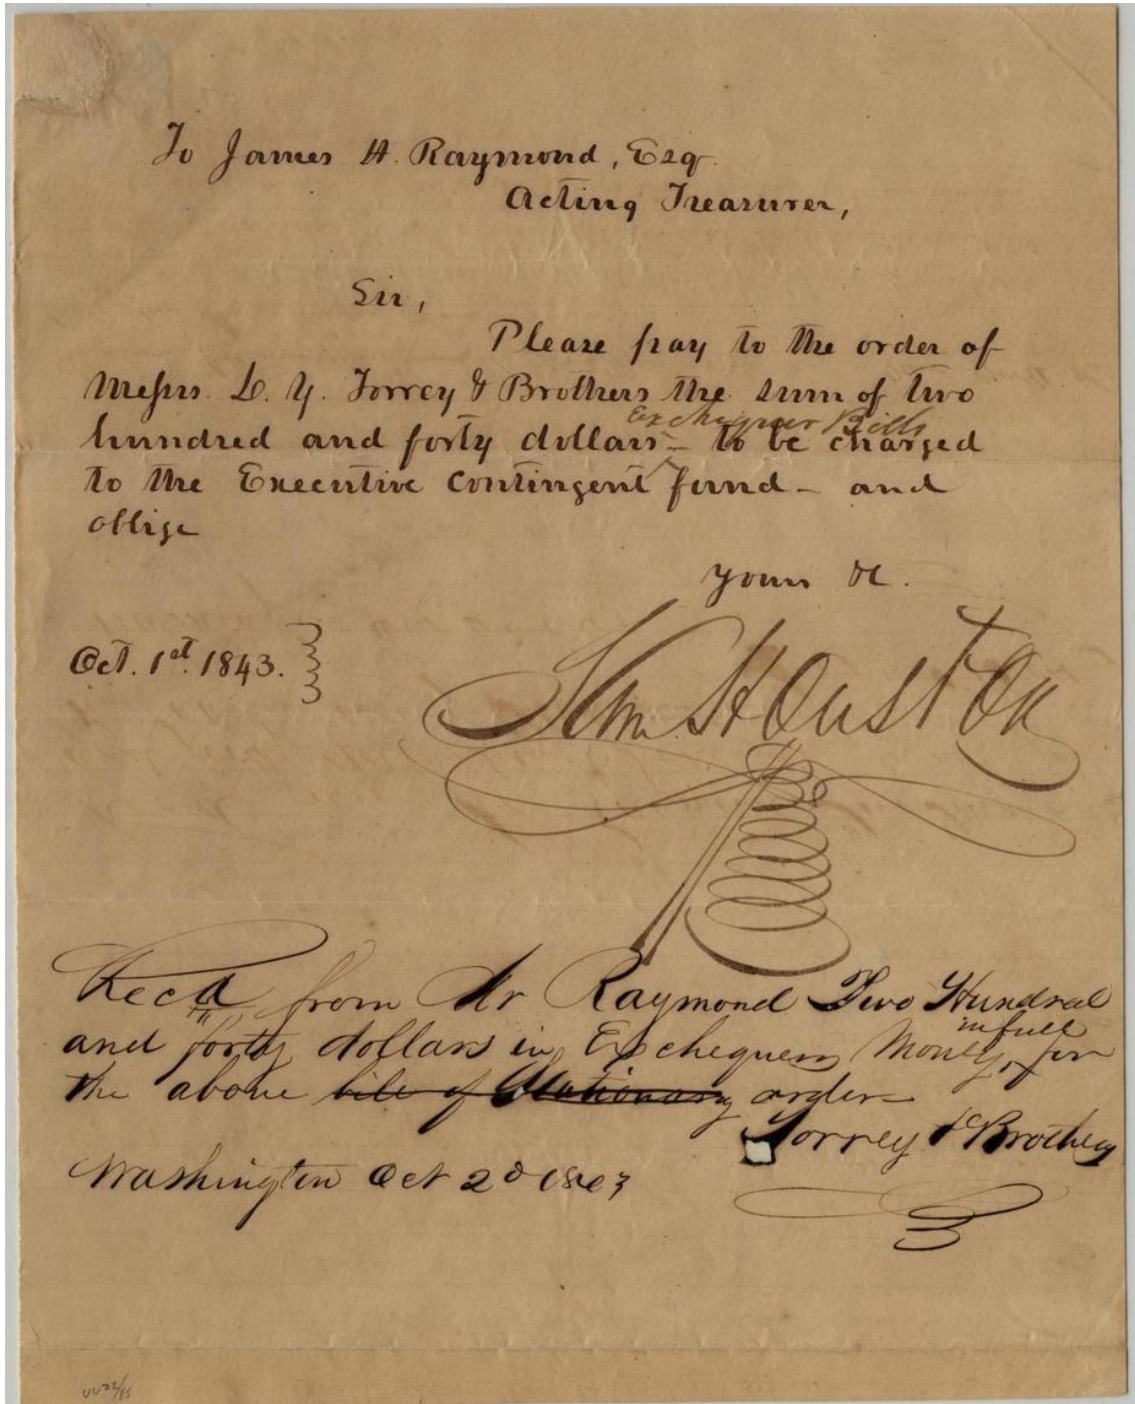 To James H. Raymond, Esq.
Acting Treasurer,
Sir,
Please pay to the order of
Messrs. D. Y. Torrey & Brothers the sum of two
Exchequer Bills
hundred and forty dollars – to be charged
to the Executive contingent fund – and
oblige
Yours &c.
Oct. 1st. 1843.
Sam Houston
Recd from Mr Raymond Two Hundred
in full
and forty dollars in Exchequer Money, for
the above bill of Stationary order
Torrey & Brothers
Washington Oct 2d 1843